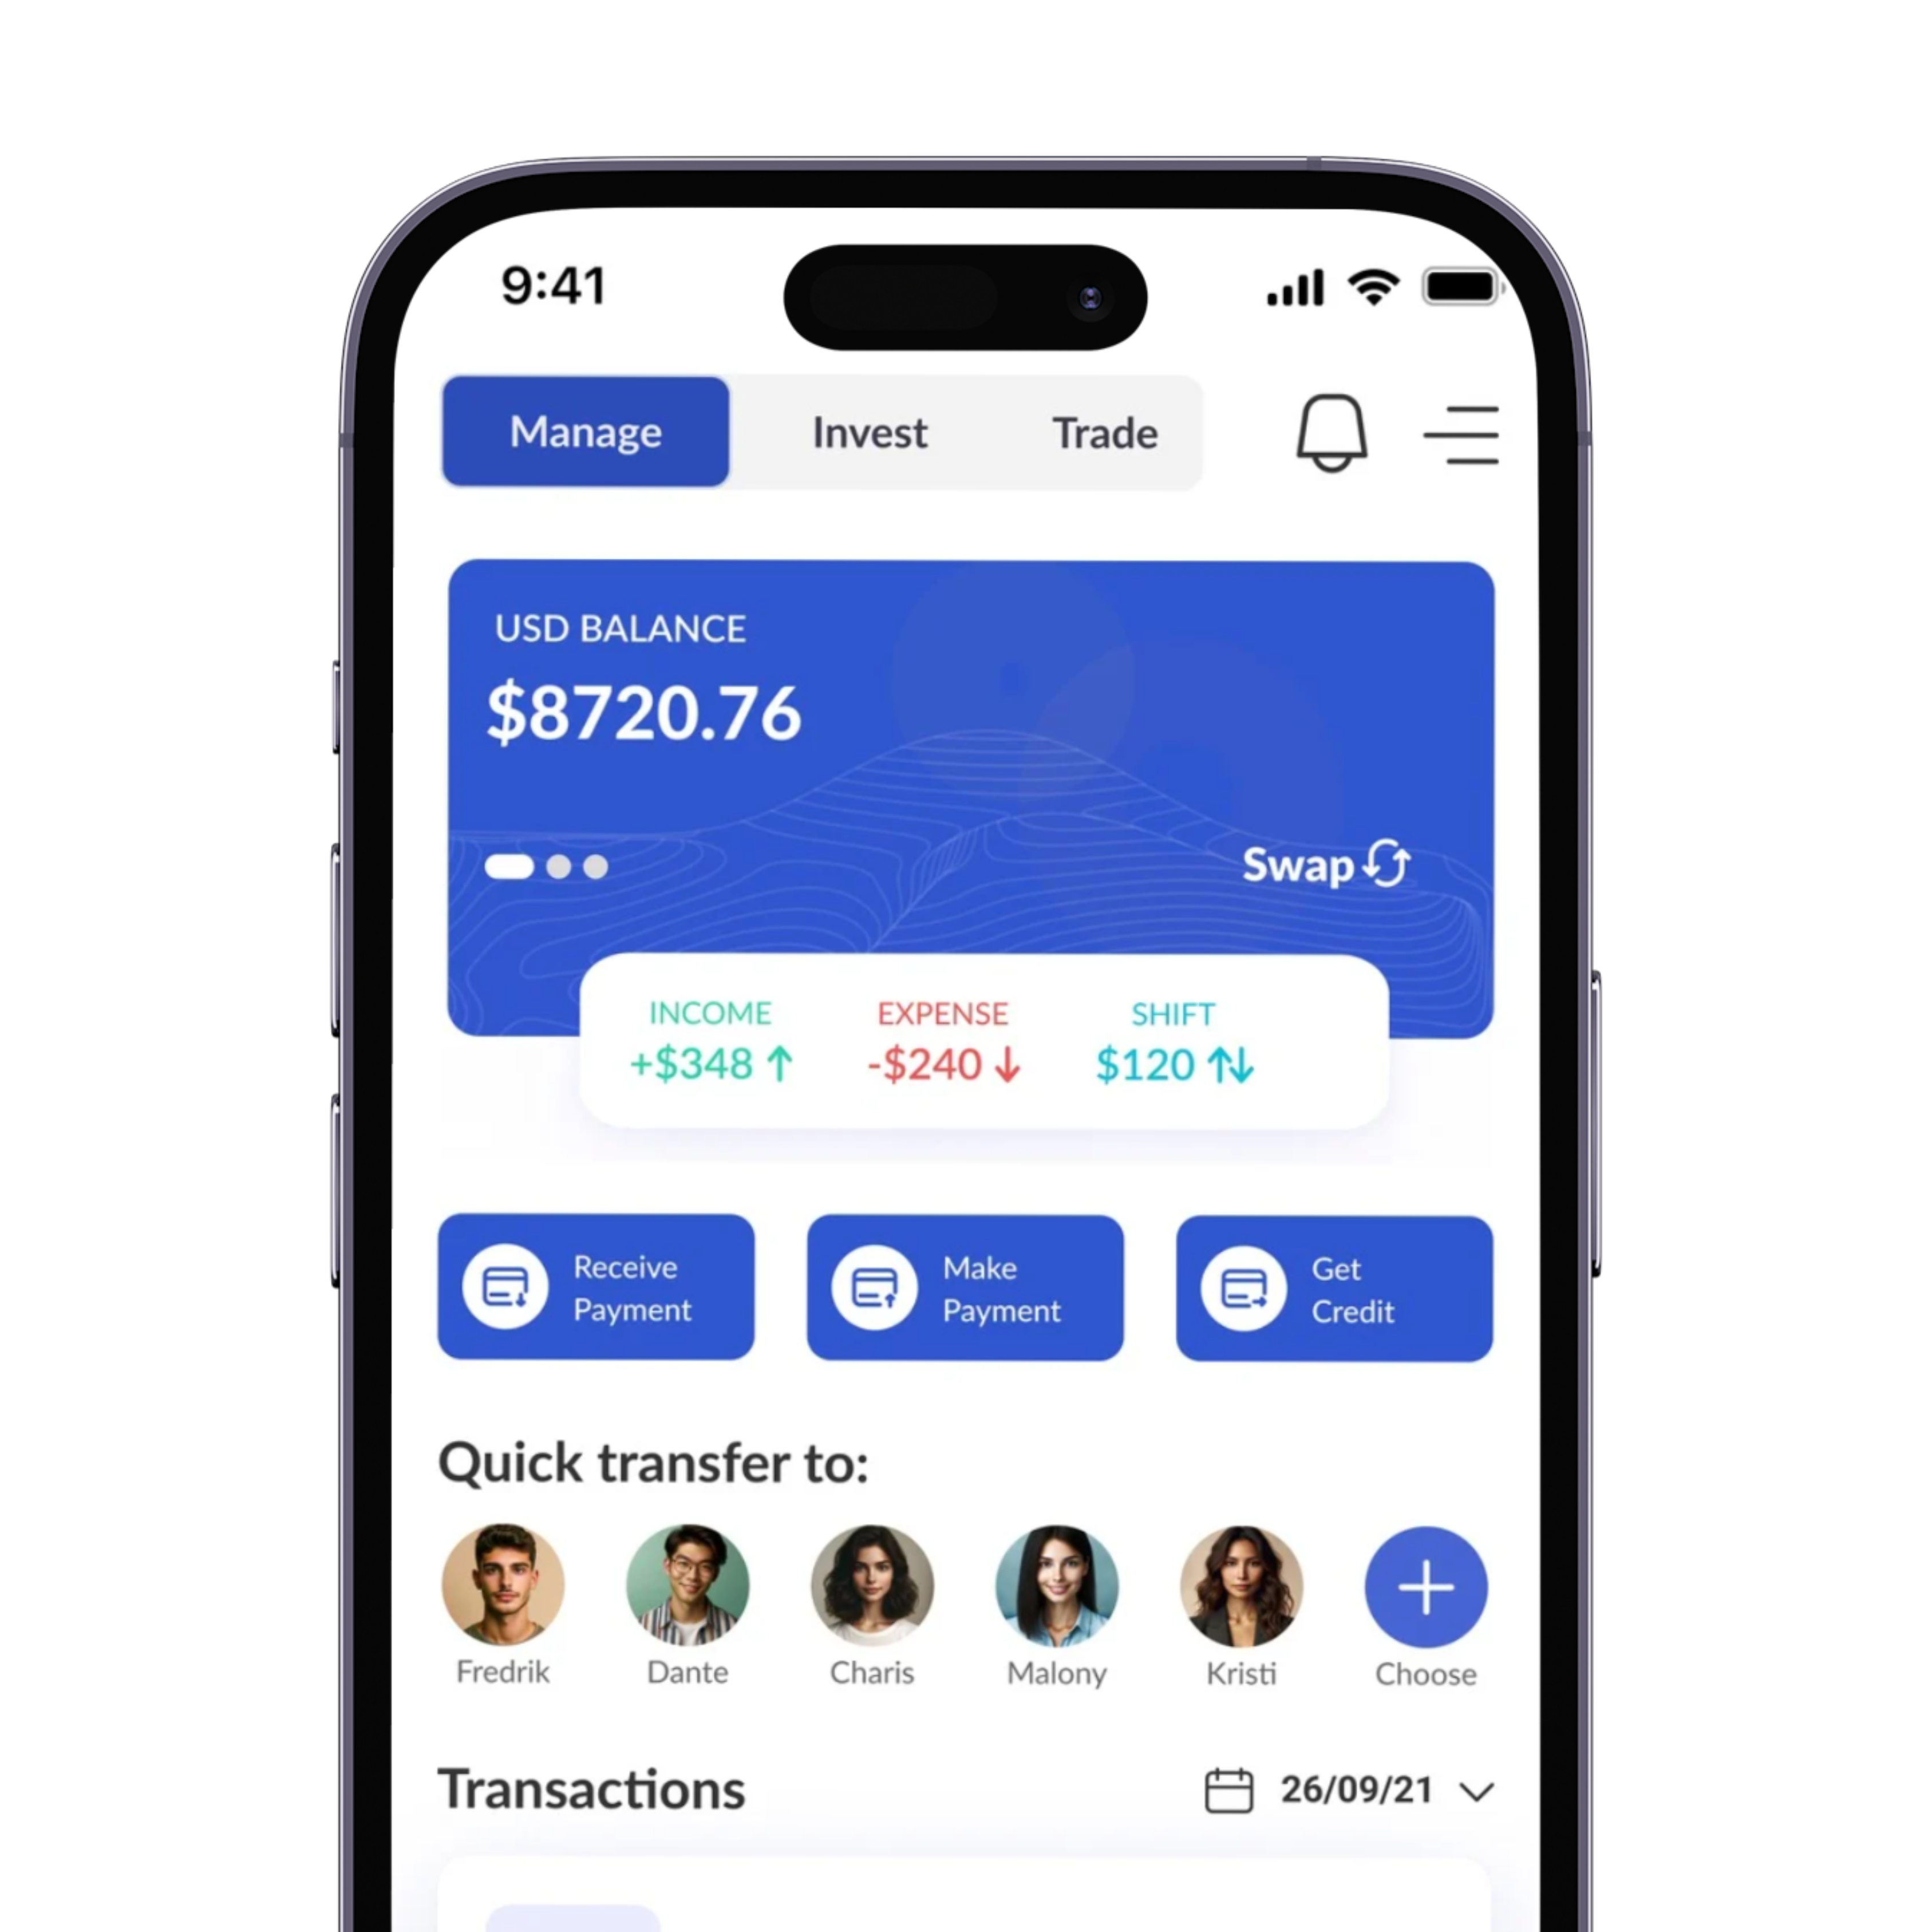 9:41
Manage Invest Trade
USD BALANCE
$8720.76
Swap
INCOME EXPENSE SHIFT
+$348 -$240 $120
Receive Payment
Make Payment
Get Credit
Quick transfer to:
Fredrik Dante Charis Malony Kristi Choose
Transactions 26/09/21